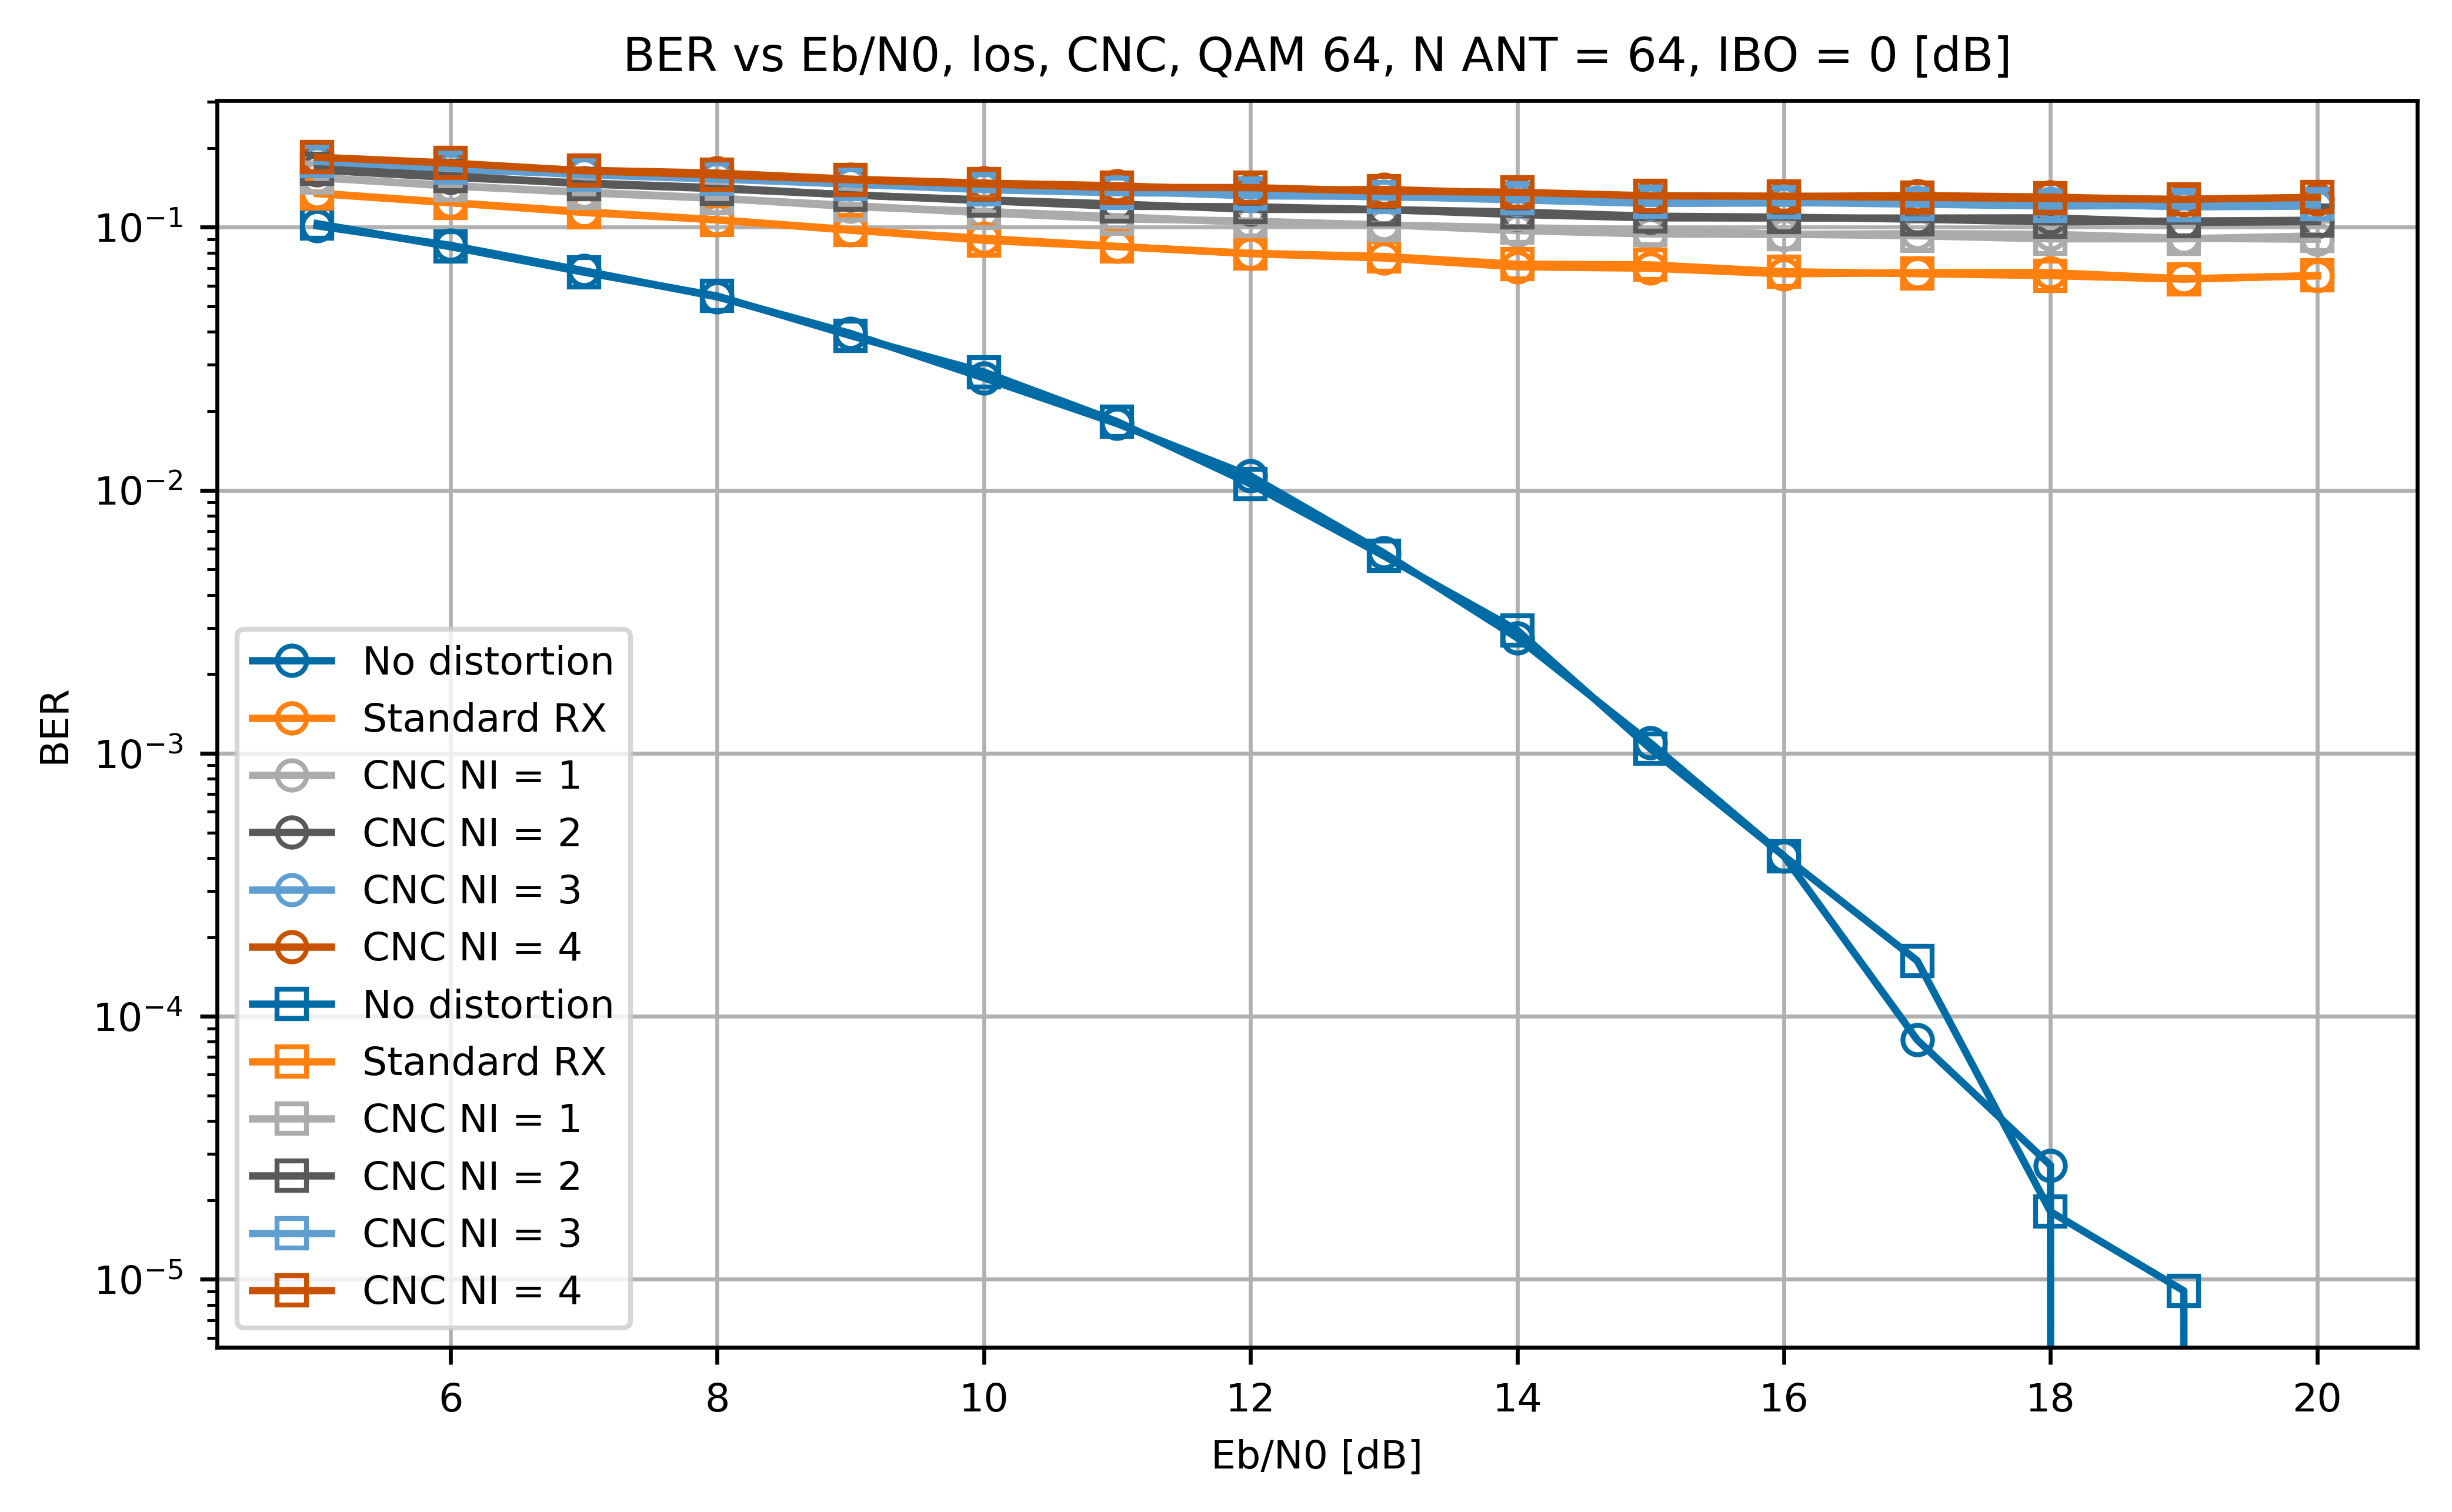 BER vs Eb/N0, los, CNC, QAM 64, N ANT = 64, IBO = 0 [dB]
BER
10⁻¹
10⁻²
10⁻³
10⁻⁴
10⁻⁵
No distortion
Standard RX
CNC NI = 1
CNC NI = 2
CNC NI = 3
CNC NI = 4
No distortion
Standard RX
CNC NI = 1
CNC NI = 2
CNC NI = 3
CNC NI = 4
6 8 10 12 14 16 18 20
Eb/N0 [dB]